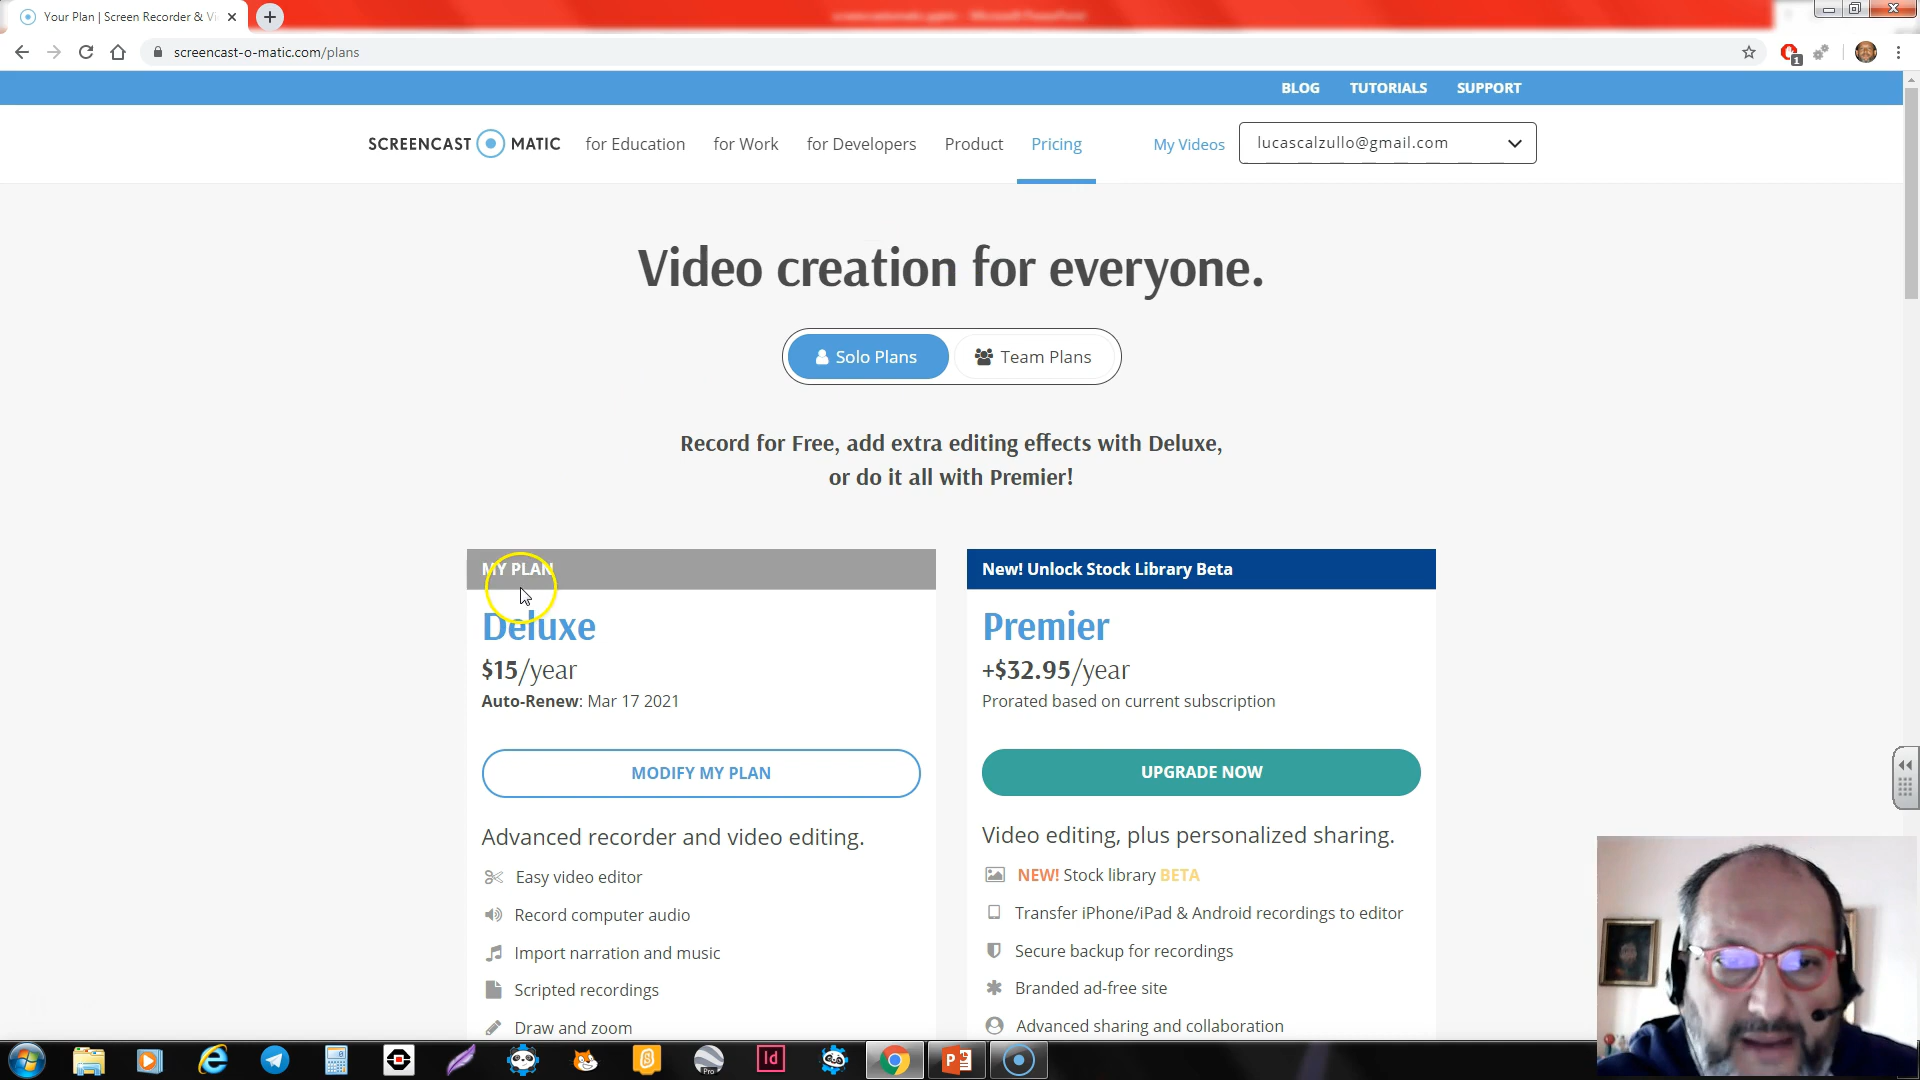 Your Plan | Screen Recorder & Vi
screencast-o-matic.com/plans
1
BLOG TUTORIALS SUPPORT
SCREENCAST MATIC for Education for Work for Developers Product Pricing My Videos lucascalzullo@gmail.com
Video creation for everyone.
Solo Plans Team Plans
Record for Free, add extra editing effects with Deluxe,
or do it all with Premier!
MY PLAN
Deluxe
$15/year
Auto-Renew: Mar 17 2021
MODIFY MY PLAN
Advanced recorder and video editing.
Easy video editor
Record computer audio
Import narration and music
Scripted recordings
Draw and zoom
New! Unlock Stock Library Beta
Premier
+$32.95/year
Prorated based on current subscription
UPGRADE NOW
Video editing, plus personalized sharing.
NEW! Stock library BETA
Transfer iPhone/iPad & Android recordings to editor
Secure backup for recordings
Branded ad-free site
Advanced sharing and collaboration
Pro
Id
P